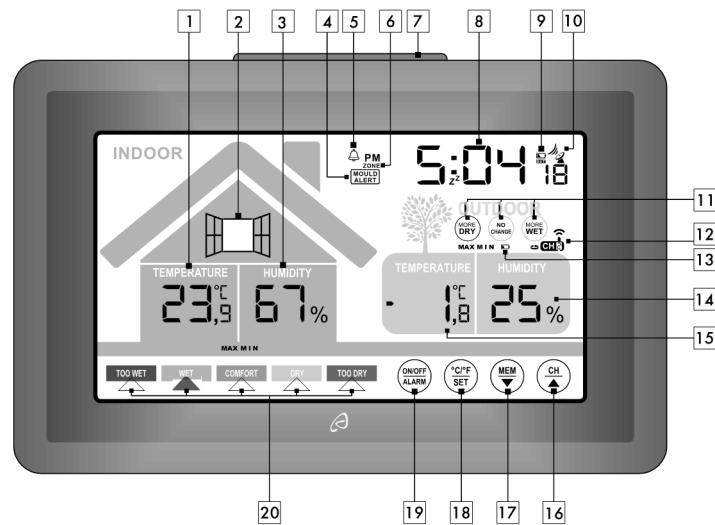 1 2 3 4 5 6 7 8 9 10
INDOOR
PM
ZONE
MOULD
ALERT
5:04
zz
18
OUTDOOR
MORE
DRY
NO
CHANGE
MORE
WET
MAX MIN
CH 3
11
12
13
14
15
TEMPERATURE HUMIDITY
23,9 °C 67 %
MAX MIN
TEMPERATURE HUMIDITY
-1,8 °C 25 %
TOO WET WET COMFORT DRY TOO DRY
ON/OFF
ALARM
°C/°F
SET
MEM
CH
20 19 18 17 16